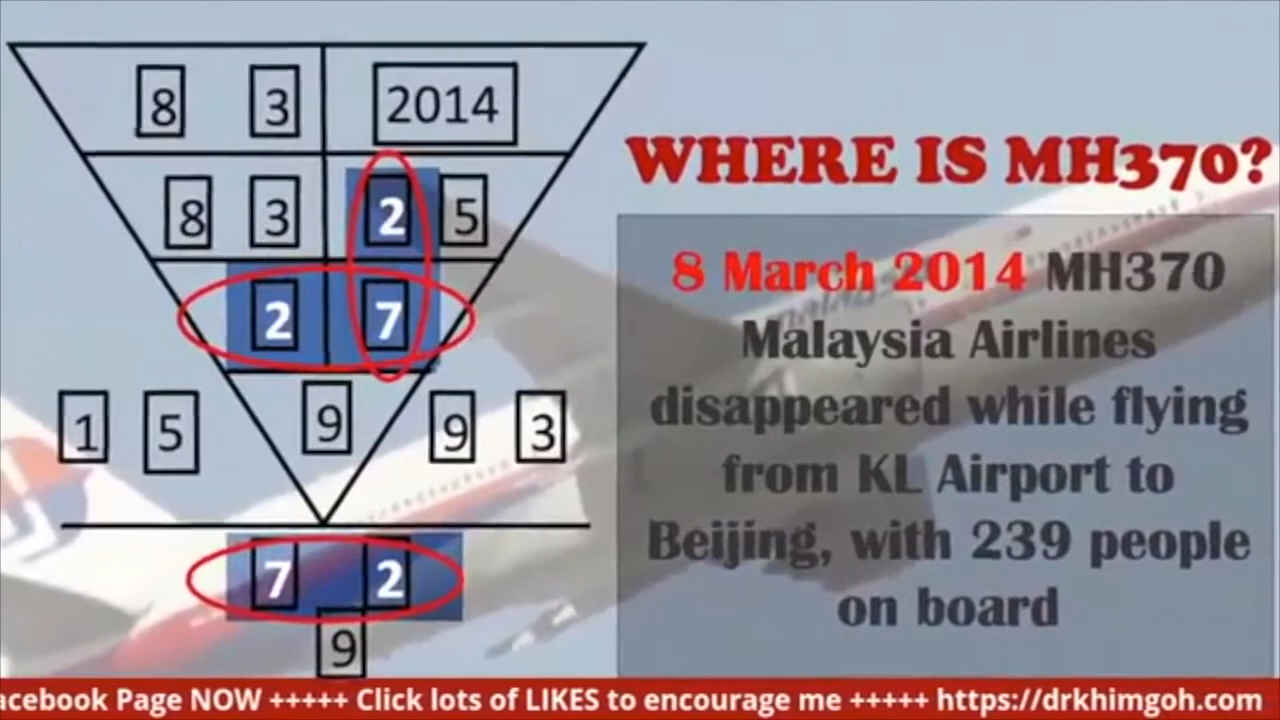 8 3 2014
WHERE IS MH370?
8 3 2 5
8 March 2014 MH370
2 7
Malaysia Airlines
disappeared while flying
1 5 9 9 3
from KL Airport to
Beijing, with 239 people
7 2
on board
9
acebook Page NOW +++++ Click lots of LIKES to encourage me +++++ https://drkhimgoh.com